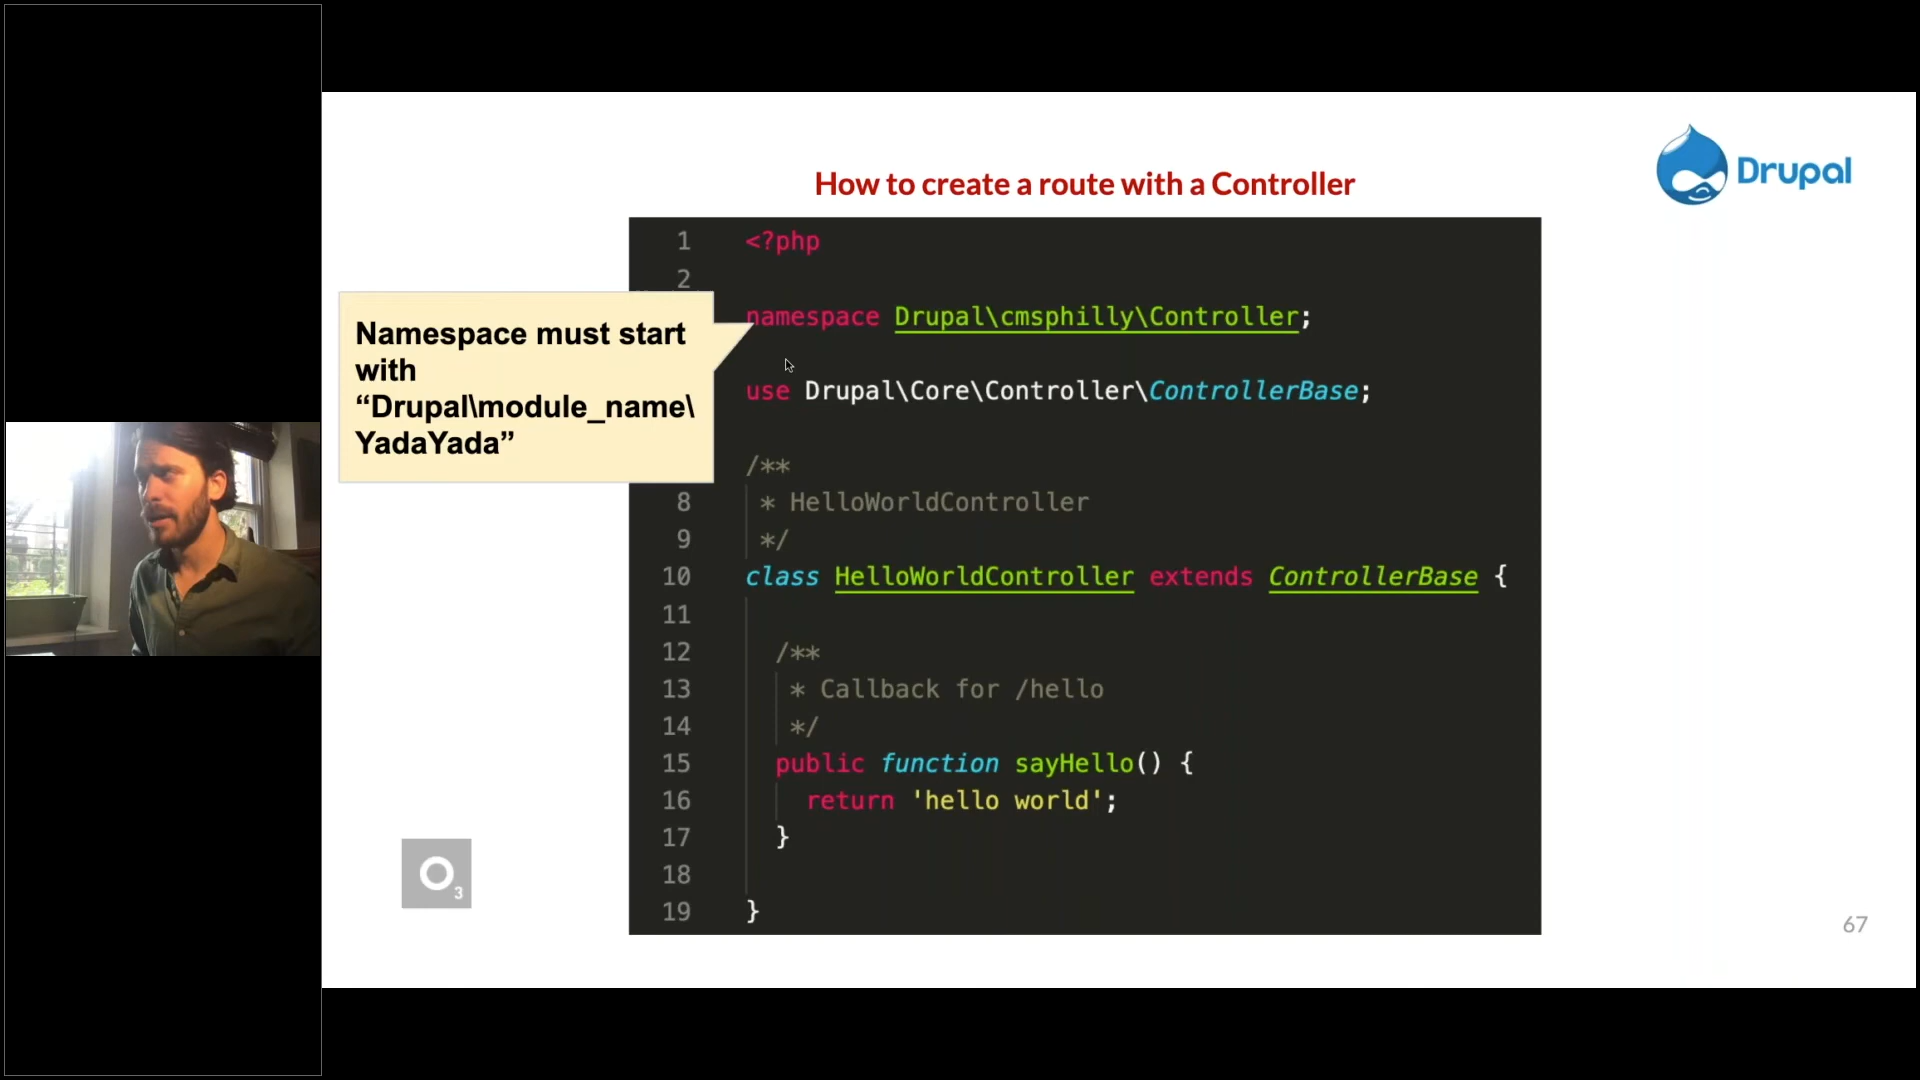 Drupal
How to create a route with a Controller
Namespace must start
with
“Drupal\module_name\
YadaYada”
1 <?php
2
namespace Drupal\cmsphilly\Controller;
use Drupal\Core\Controller\ControllerBase;
/**
8 * HelloWorldController
9 */
10 class HelloWorldController extends ControllerBase {
11
12 /**
13 * Callback for /hello
14 */
15 public function sayHello() {
16 return 'hello world';
17 }
18
19 }
O3
67